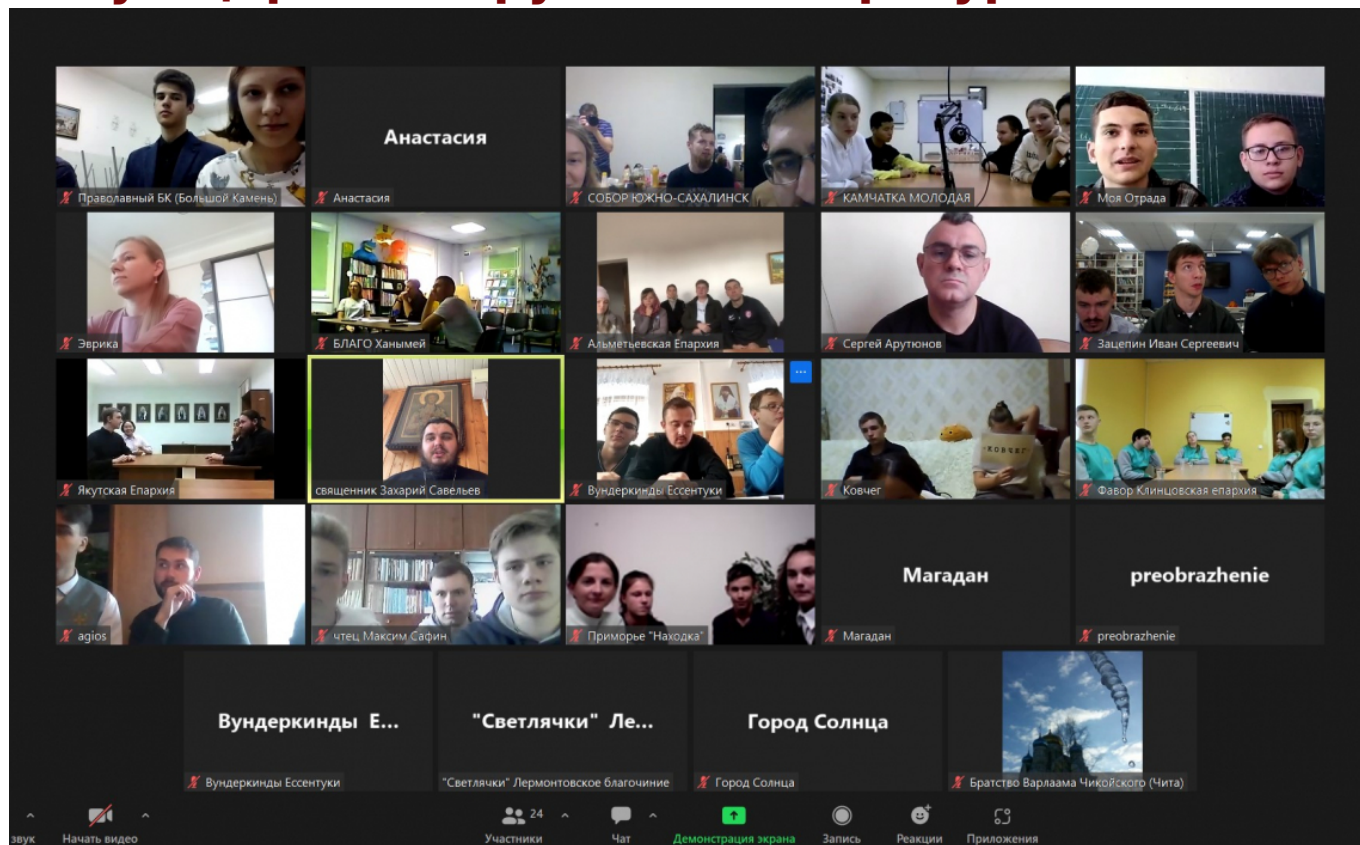 Анастасия
Праволавный БК (Большой Камень)
Анастасия
СОБОР ЮЖНО-САХАЛИНСК
КАМЧАТКА МОЛОДАЯ
Моя Отрада
Эврика
БЛАГО Ханымей
Альметьевская Епархия
Сергей Арутюнов
Зацепин Иван Сергеевич
Якутская Епархия
священник Захарий Савельев
Вундеркинды Ессентуки
КОВЧЕГ
Ковчег
Фавор Клинцовская епархия
Магадан
preobrazhenie
agios
чтец Максим Сафин
Приморье "Находка"
Магадан
preobrazhenie
Вундеркинды Е...
"Светлячки" Ле...
Город Солнца
Вундеркинды Ессентуки
"Светлячки" Лермонтовское благочиние
Город Солнца
Братство Варлаама Чикойского (Чита)
24
звук
Начать видео
Участники
Чат
Демонстрация экрана
Запись
Реакции
Приложения